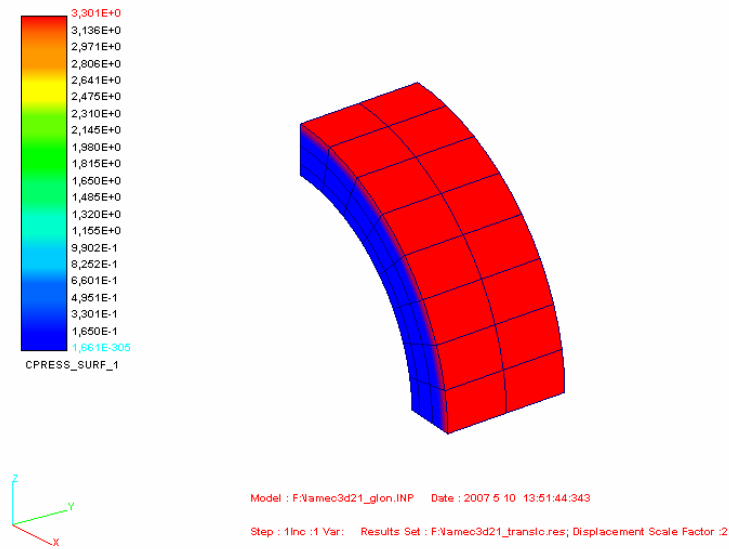 3,301E+0
3,136E+0
2,971E+0
2,806E+0
2,641E+0
2,475E+0
2,310E+0
2,145E+0
1,980E+0
1,815E+0
1,650E+0
1,485E+0
1,320E+0
1,155E+0
9,902E-1
8,252E-1
6,601E-1
4,951E-1
3,301E-1
1,650E-1
1,661E-305
CPRESS_SURF_1
Z
Y
X
Model : F:\lamec3d21_glon.INP Date : 2007 5 10 13:51:44:343
Step : 1Inc :1 Var: Results Set : F:\lamec3d21_translc.res; Displacement Scale Factor :2